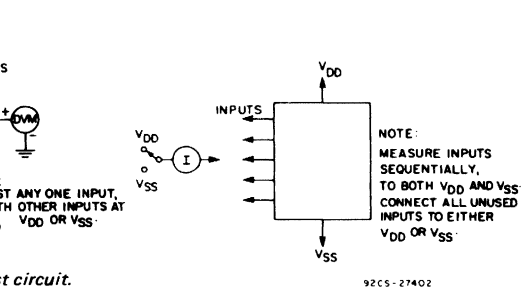 S
+
DVM
-
ST ANY ONE INPUT,
TH OTHER INPUTS AT
VDD OR VSS.
st circuit.
VDD
INPUTS
VDD
I
VSS
VSS
NOTE:
MEASURE INPUTS
SEQUENTIALLY,
TO BOTH VDD AND VSS.
CONNECT ALL UNUSED
INPUTS TO EITHER
VDD OR VSS.
92CS-27402